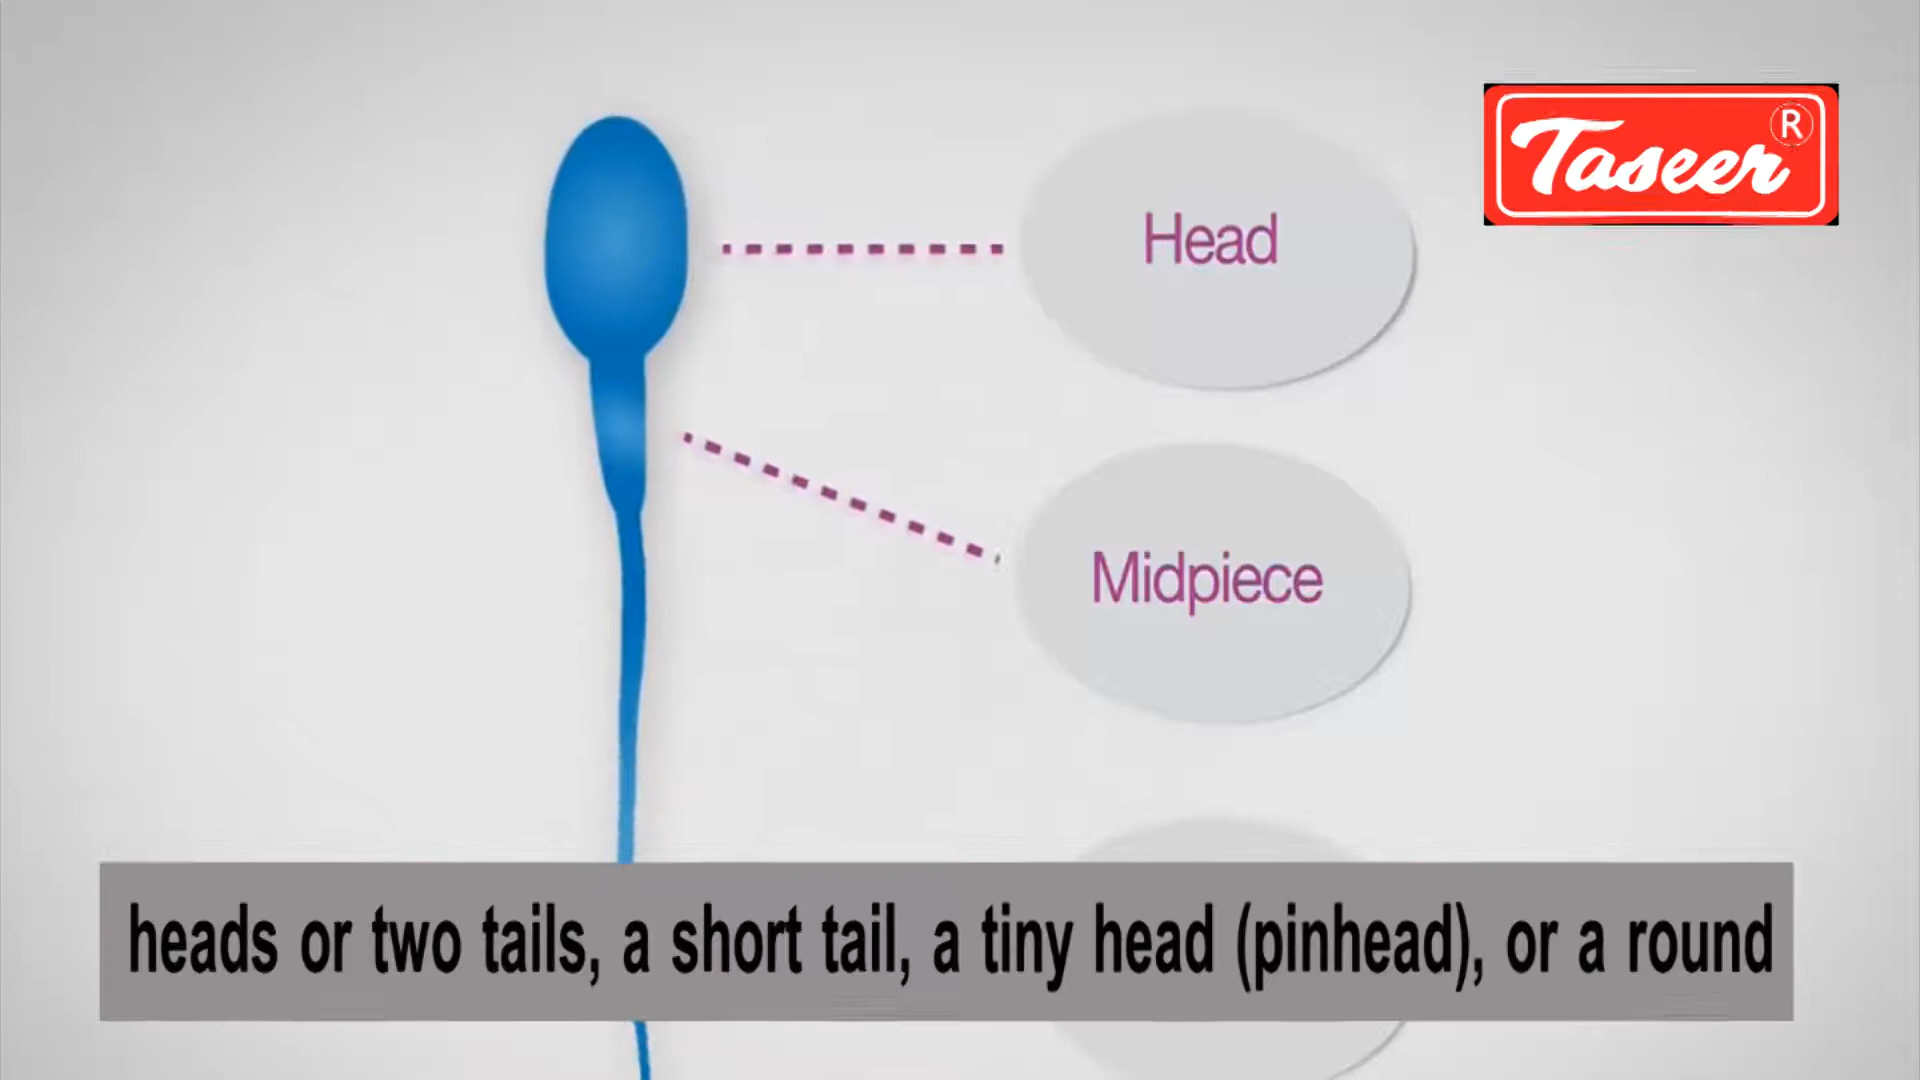 Taseer®
Head
Midpiece
heads or two tails, a short tail, a tiny head (pinhead), or a round